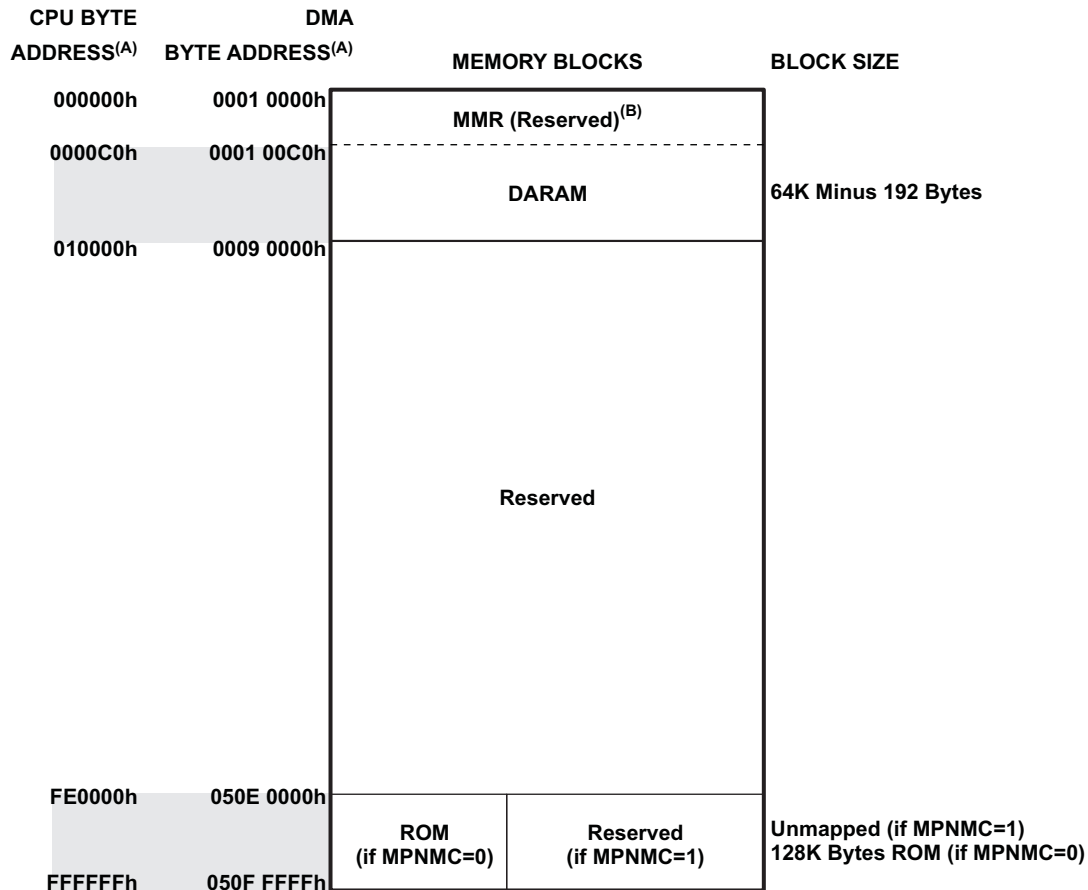 CPU BYTE
ADDRESS(A)
DMA
BYTE ADDRESS(A)
MEMORY BLOCKS
BLOCK SIZE
000000h 0001 0000h
MMR (Reserved)(B)
0000C0h 0001 00C0h
DARAM
64K Minus 192 Bytes
010000h 0009 0000h
Reserved
FE0000h 050E 0000h
ROM
(if MPNMC=0)
Reserved
(if MPNMC=1)
Unmapped (if MPNMC=1)
128K Bytes ROM (if MPNMC=0)
FFFFFFh 050F FFFFh